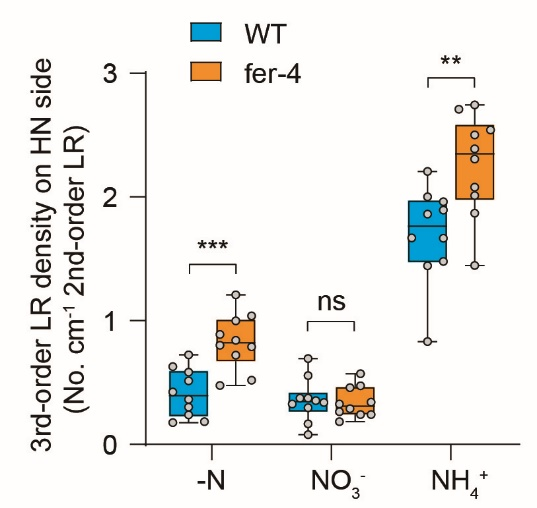 WT
fer-4
3rd-order LR density on HN side
(No. cm⁻¹ 2nd-order LR)
3
2
1
0
***
ns
**
-N
NO₃⁻
NH₄⁺